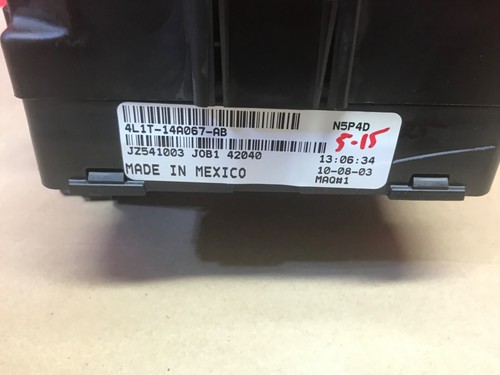 4L1T-14A067-AB N5P4D
5-15
JZ541003 JOB1 42040 13:06:34
MADE IN MEXICO 10-08-03
MAQ#1